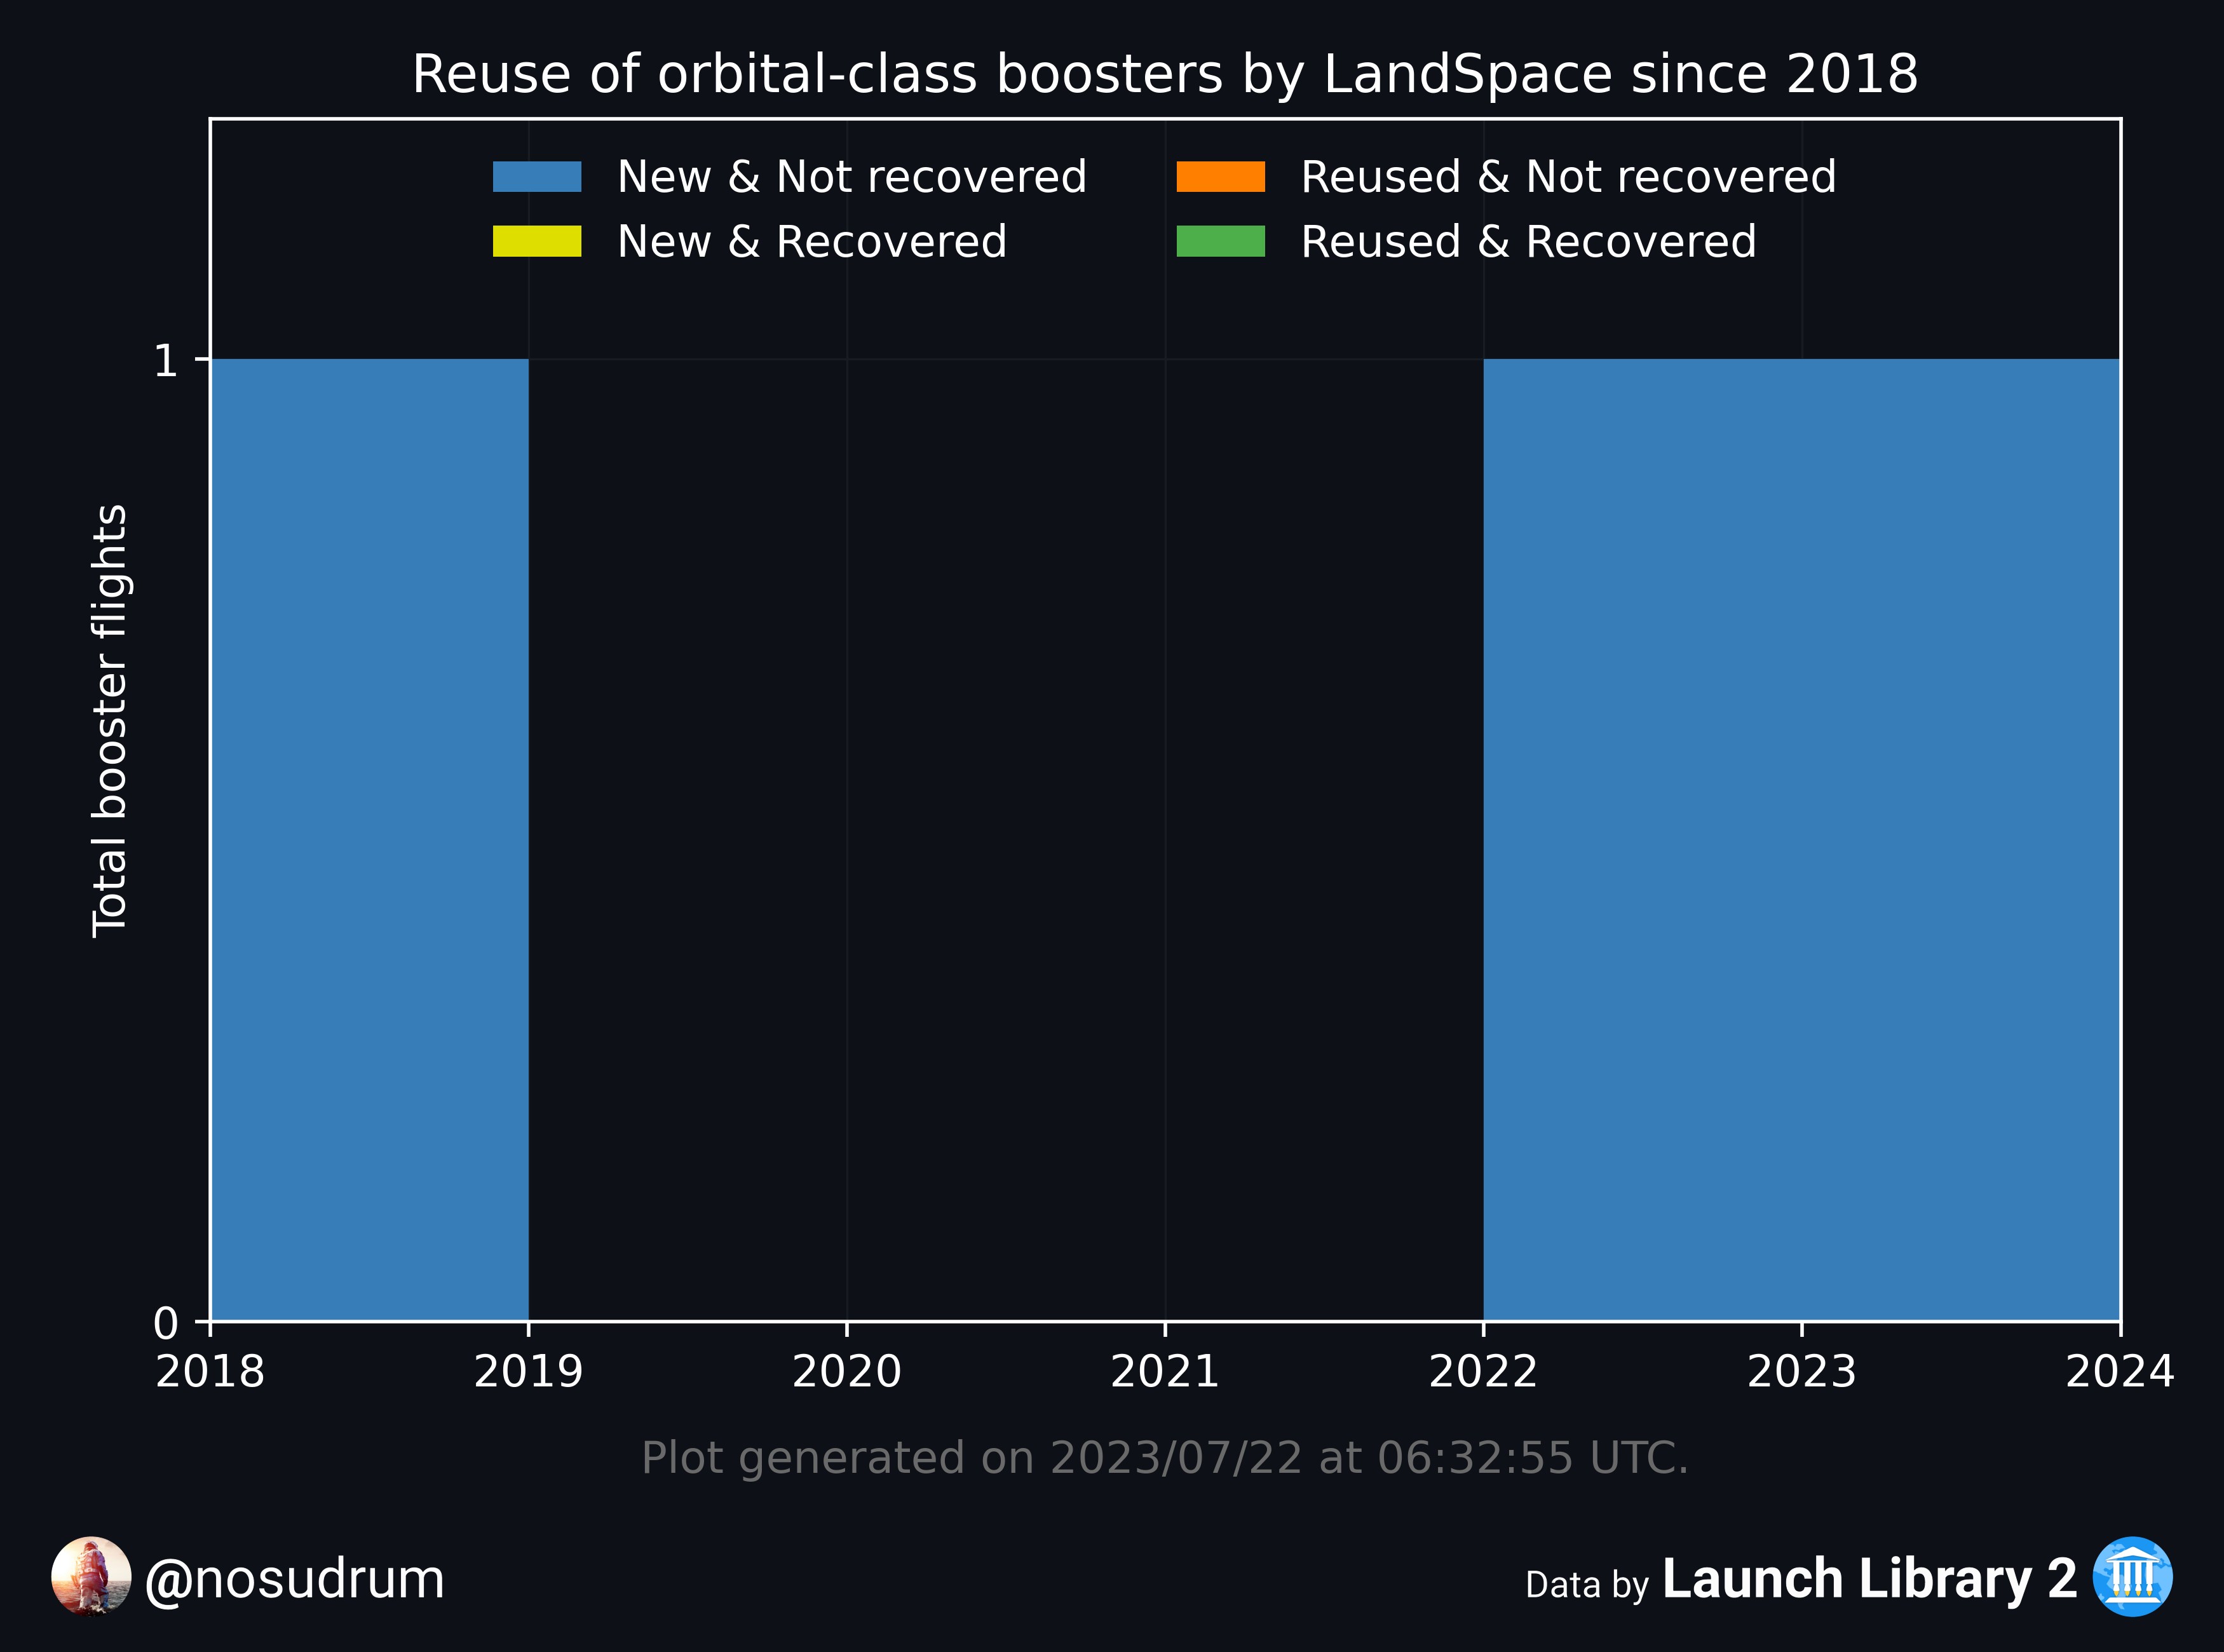 Reuse of orbital-class boosters by LandSpace since 2018
New & Not recovered
Reused & Not recovered
New & Recovered
Reused & Recovered
1
Total booster flights
0
2018 2019 2020 2021 2022 2023 2024
Plot generated on 2023/07/22 at 06:32:55 UTC.
@nosudrum
Data by Launch Library 2